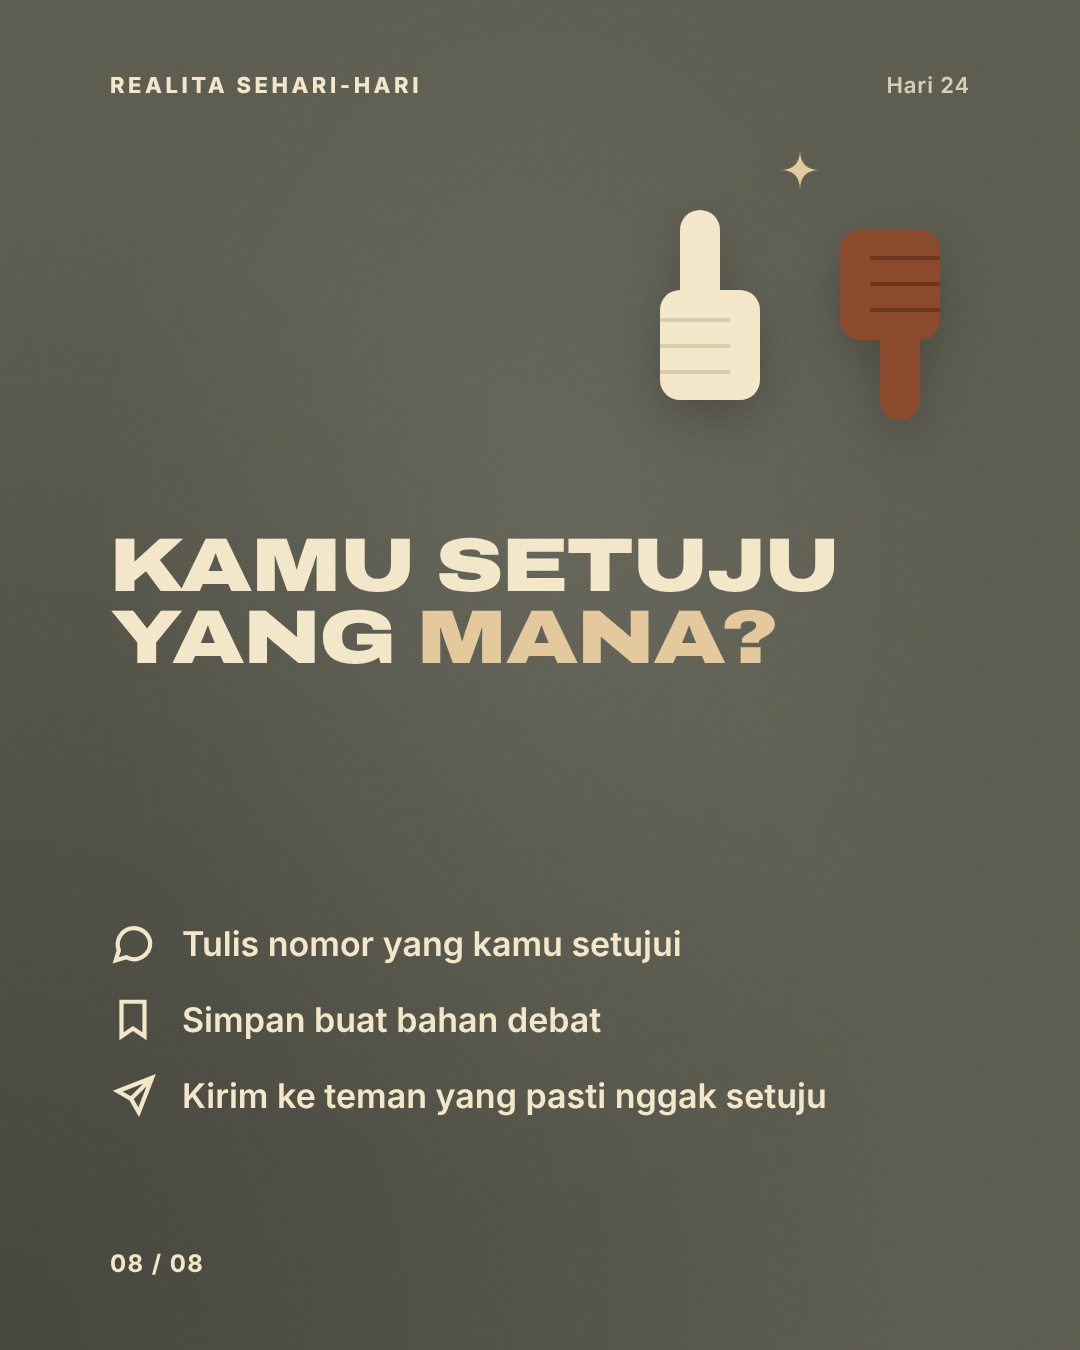 REALITA SEHARI-HARI
Hari 24
KAMU SETUJU
YANG MANA?
Tulis nomor yang kamu setujui
Simpan buat bahan debat
Kirim ke teman yang pasti nggak setuju
08 / 08